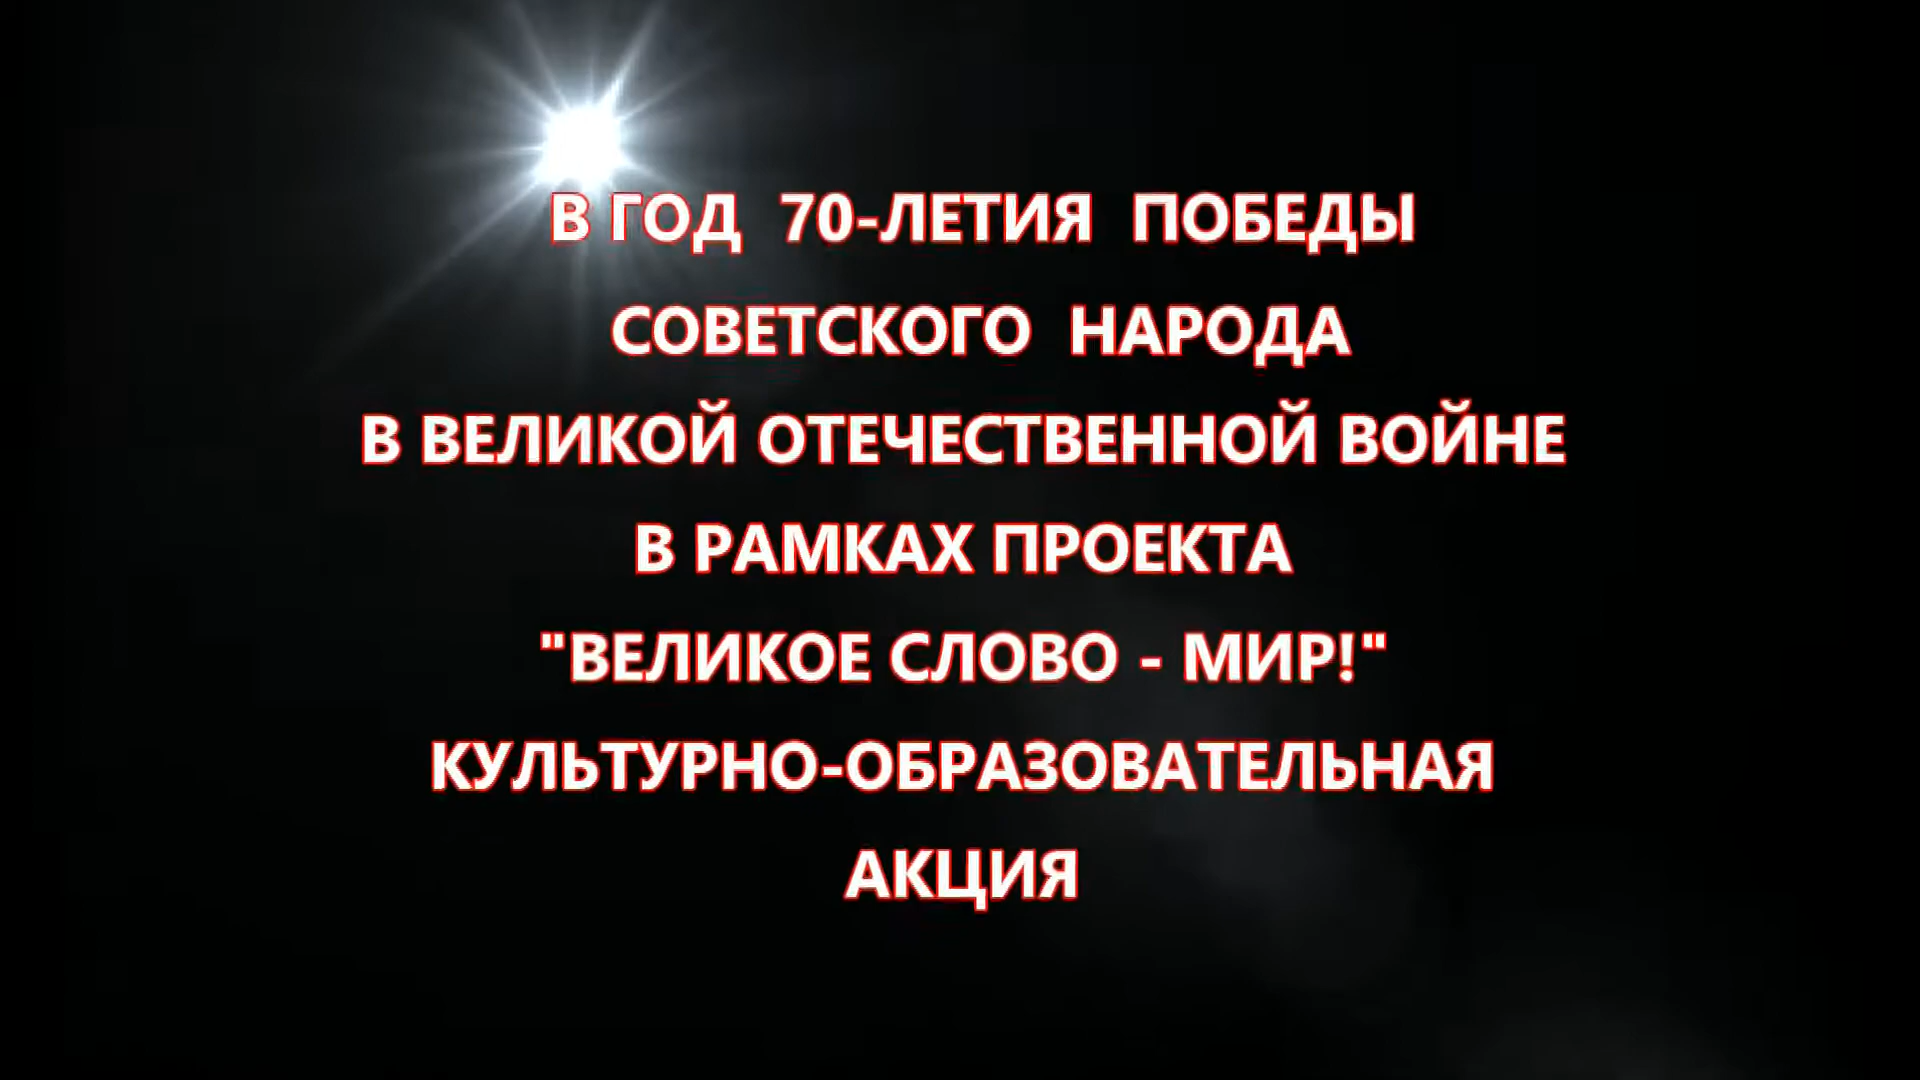 В ГОД 70-ЛЕТИЯ ПОБЕДЫ
СОВЕТСКОГО НАРОДА
В ВЕЛИКОЙ ОТЕЧЕСТВЕННОЙ ВОЙНЕ
В РАМКАХ ПРОЕКТА
"ВЕЛИКОЕ СЛОВО - МИР!"
КУЛЬТУРНО-ОБРАЗОВАТЕЛЬНАЯ
АКЦИЯ